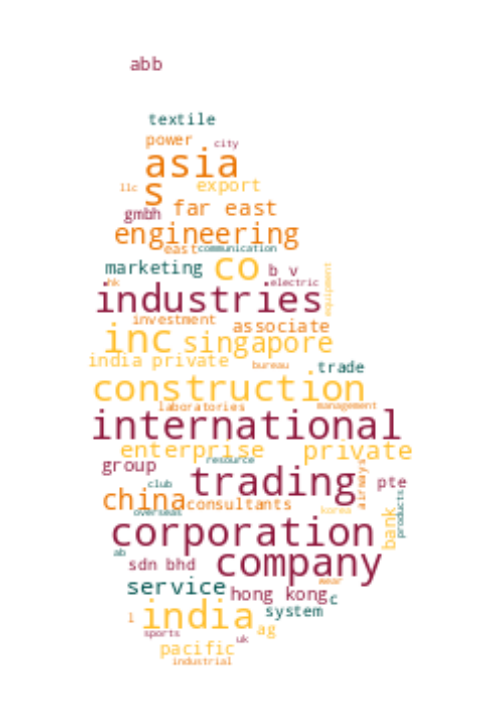 abb
textile
power city
asia
llc s export
gmbh far east
engineering
east communication
marketing co b v
hk electric
industries equipment
investment associate
inc singapore
india private bureau trade
construction
laboratories management
international
enterprise private
group resource
trading airways
club pte
china consultants
overseas korea products
corporation bank
ab company
sdn bhd
wear
service hong kong c
l india system
sports ag
uk
pacific
industrial